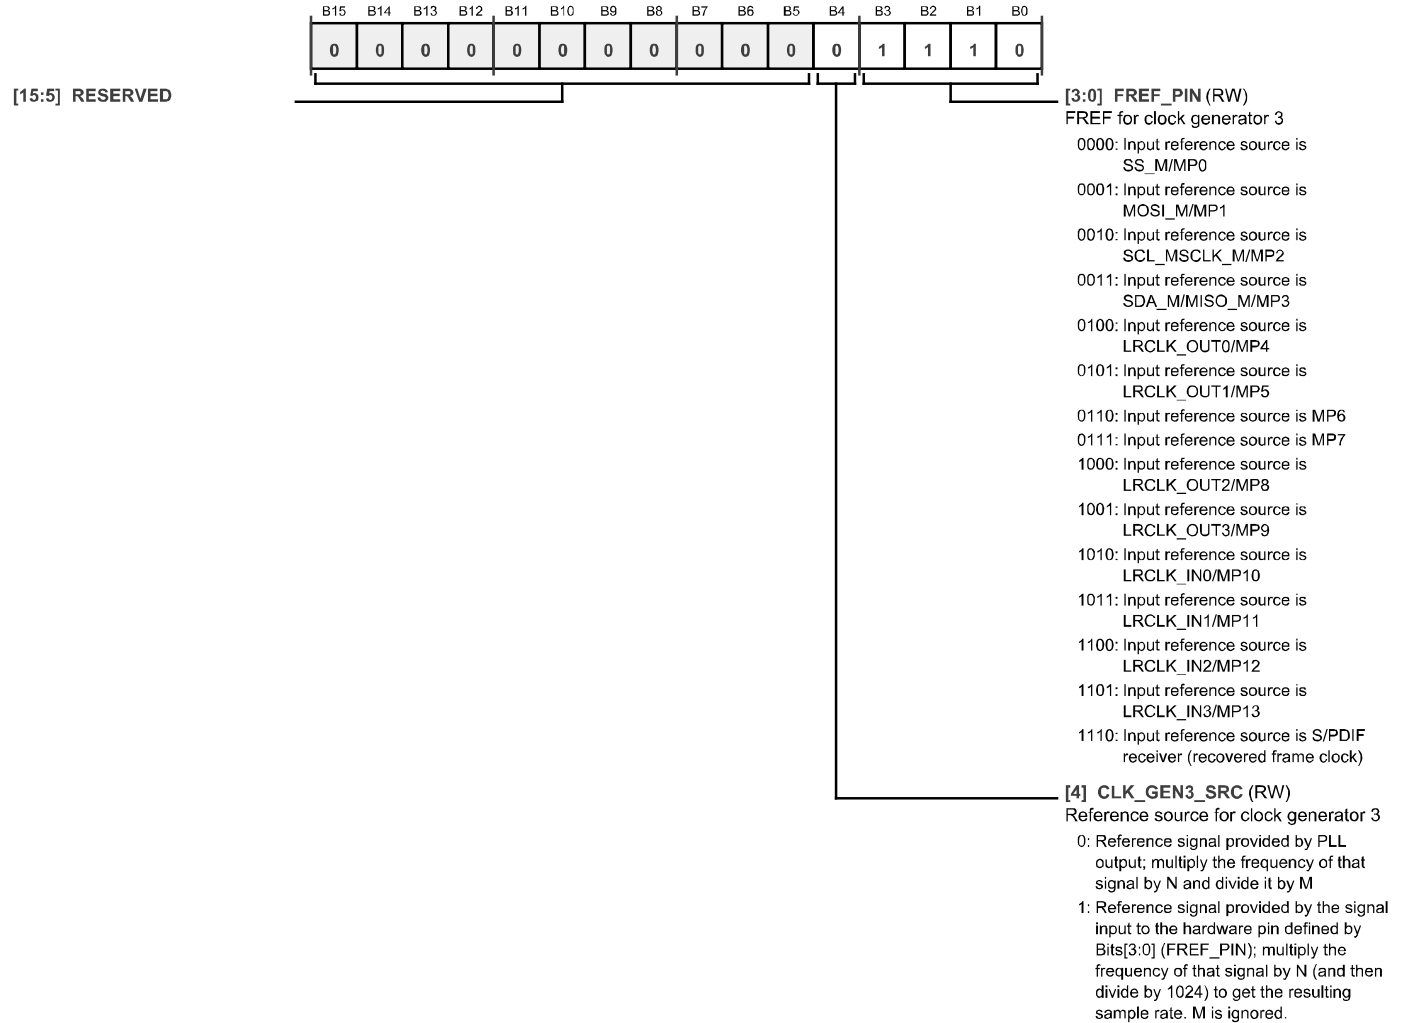 B15 B14 B13 B12 B11 B10 B9 B8 B7 B6 B5 B4 B3 B2 B1 B0
0 0 0 0 0 0 0 0 0 0 0 0 1 1 1 0
[15:5] RESERVED
[3:0] FREF_PIN (RW)
FREF for clock generator 3
0000: Input reference source is
SS_M/MP0
0001: Input reference source is
MOSI_M/MP1
0010: Input reference source is
SCL_MSCLK_M/MP2
0011: Input reference source is
SDA_M/MISO_M/MP3
0100: Input reference source is
LRCLK_OUT0/MP4
0101: Input reference source is
LRCLK_OUT1/MP5
0110: Input reference source is MP6
0111: Input reference source is MP7
1000: Input reference source is
LRCLK_OUT2/MP8
1001: Input reference source is
LRCLK_OUT3/MP9
1010: Input reference source is
LRCLK_IN0/MP10
1011: Input reference source is
LRCLK_IN1/MP11
1100: Input reference source is
LRCLK_IN2/MP12
1101: Input reference source is
LRCLK_IN3/MP13
1110: Input reference source is S/PDIF
receiver (recovered frame clock)
[4] CLK_GEN3_SRC (RW)
Reference source for clock generator 3
0: Reference signal provided by PLL
output; multiply the frequency of that
signal by N and divide it by M
1: Reference signal provided by the signal
input to the hardware pin defined by
Bits[3:0] (FREF_PIN); multiply the
frequency of that signal by N (and then
divide by 1024) to get the resulting
sample rate. M is ignored.